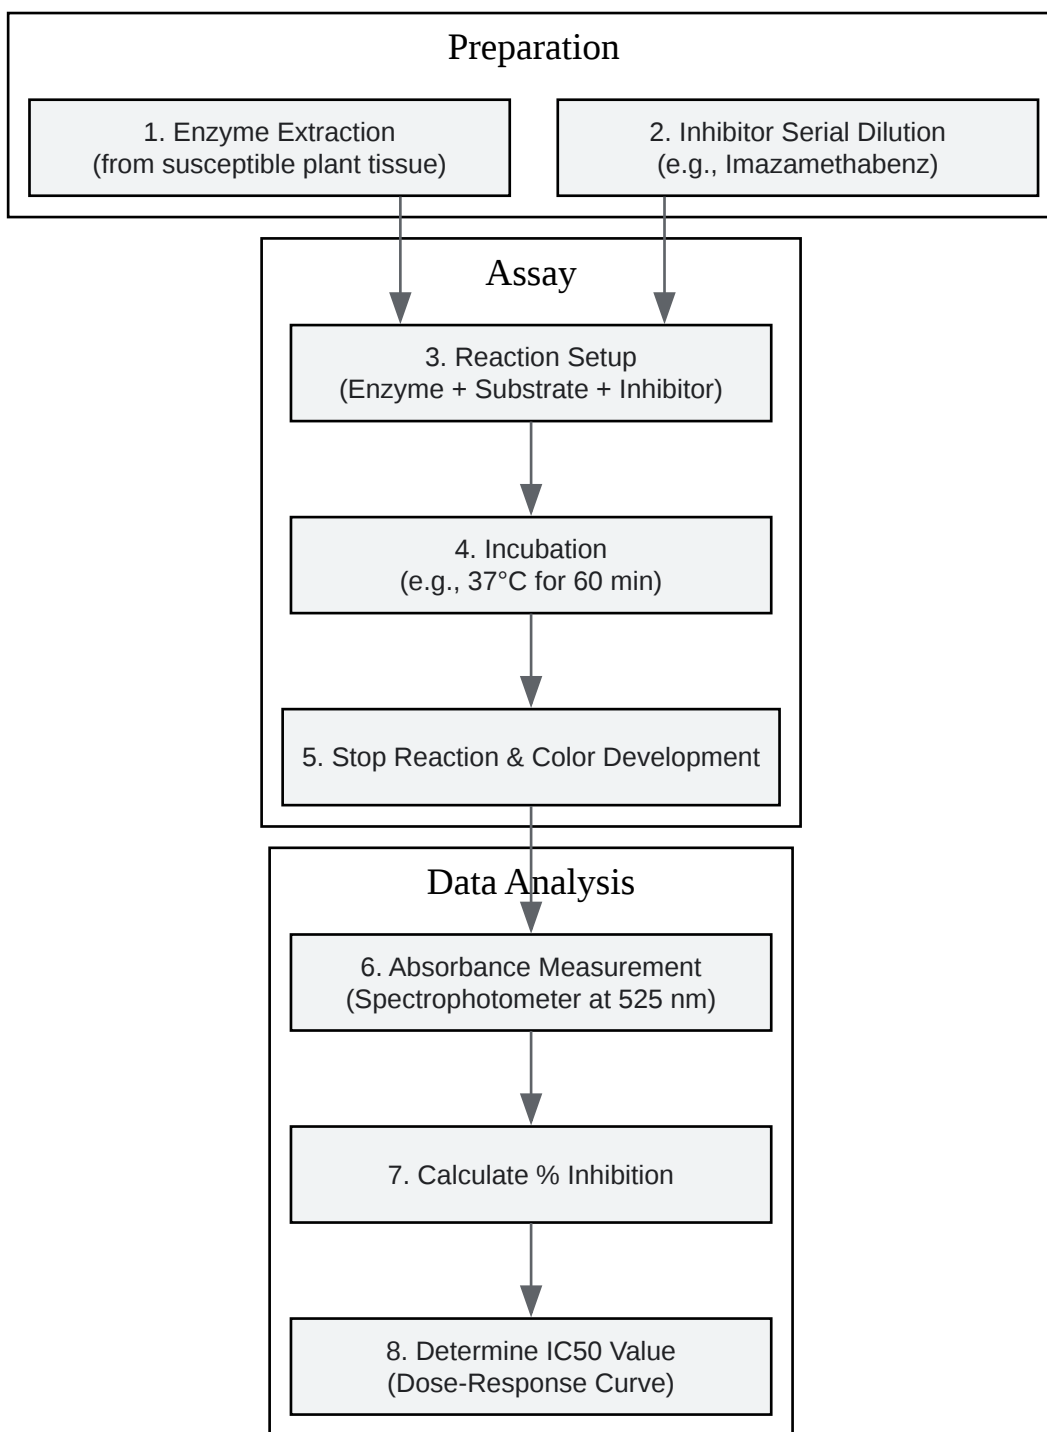 Preparation
1. Enzyme Extraction
(from susceptible plant tissue)
2. Inhibitor Serial Dilution
(e.g., Imazamethabenz)
Assay
3. Reaction Setup
(Enzyme + Substrate + Inhibitor)
4. Incubation
(e.g., 37°C for 60 min)
5. Stop Reaction & Color Development
Data Analysis
6. Absorbance Measurement
(Spectrophotometer at 525 nm)
7. Calculate % Inhibition
8. Determine IC50 Value
(Dose-Response Curve)